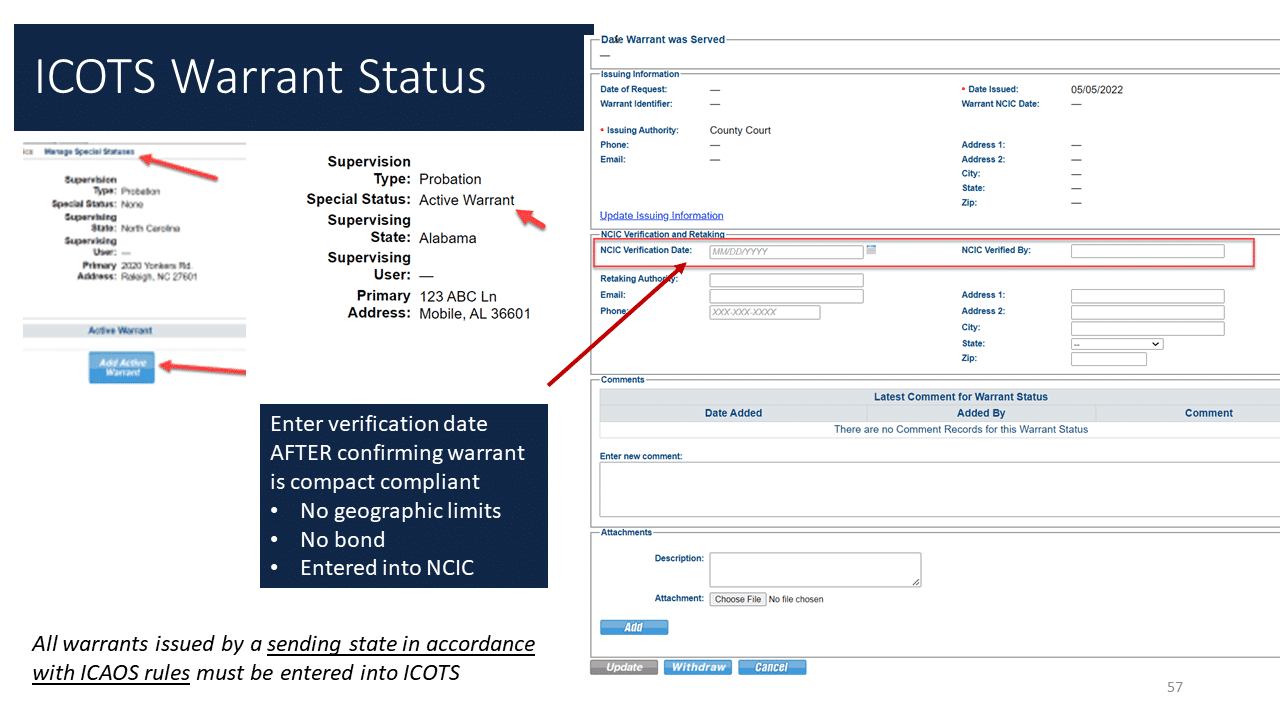 ICOTS Warrant Status
Manage Special Statuses
Supervision
Type: Probation
Special Status: None
Supervising
State: North Carolina
Supervising
User: —
Primary 2020 Yonkers Rd.
Address: Raleigh, NC 27601
Active Warrant
Add Active
Warrant
Supervision
Type: Probation
Special Status: Active Warrant
Supervising
State: Alabama
Supervising
User: —
Primary 123 ABC Ln
Address: Mobile, AL 36601
Enter verification date
AFTER confirming warrant
is compact compliant
• No geographic limits
• No bond
• Entered into NCIC
All warrants issued by a sending state in accordance
with ICAOS rules must be entered into ICOTS
Date Warrant was Served
—
Issuing Information
Date of Request: — * Date Issued: 05/05/2022
Warrant Identifier: — Warrant NCIC Date: —
* Issuing Authority: County Court
Phone: — Address 1: —
Email: — Address 2: —
City: —
State: —
Zip: —
Update Issuing Information
NCIC Verification and Retaking
NCIC Verification Date: MM/DD/YYYY NCIC Verified By:
Retaking Authority:
Email: Address 1:
Phone: XXX-XXX-XXXX Address 2:
City:
State: --
Zip:
Comments
Latest Comment for Warrant Status
Date Added Added By Comment
There are no Comment Records for this Warrant Status
Enter new comment:
Attachments
Description:
Attachment: Choose File No file chosen
Add
Update Withdraw Cancel
57